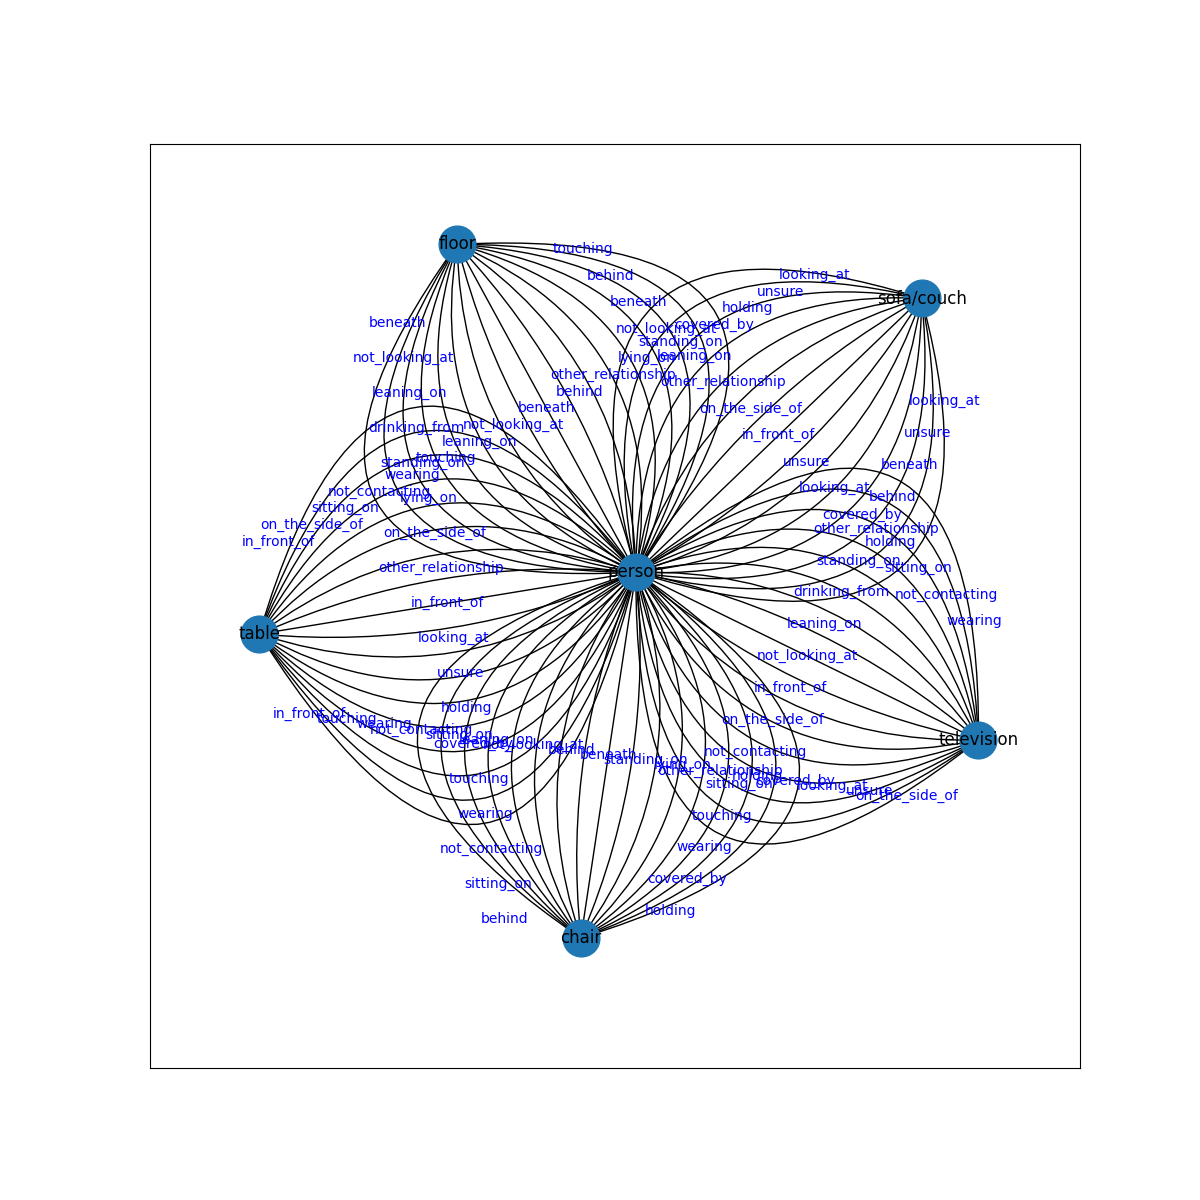 floor
touching
behind
looking_at
sofa/couch
unsure
beneath
holding
beneath
covered_by
not_looking_at
standing_on
not_looking_at
lying_on
leaning_on
other_relationship
other_relationship
leaning_on
behind
looking_at
beneath
on_the_side_of
drinking_from
not_looking_at
in_front_of
unsure
leaning_on
touching
standing_on
unsure
beneath
wearing
looking_at
not_contacting
lying_on
behind
sitting_on
covered_by
on_the_side_of
other_relationship
on_the_side_of
in_front_of
holding
standing_on
other_relationship
sitting_on
person
drinking_from
not_contacting
in_front_of
wearing
leaning_on
table
looking_at
not_looking_at
unsure
in_front_of
holding
in_front_of
touching
on_the_side_of
wearing
not_contacting
sitting_on
television
behind
not_contacting
beneath
standing_on
other_relationship
touching
holding
covered_by
sitting_on
looking_at
unsure
on_the_side_of
wearing
touching
not_contacting
wearing
sitting_on
covered_by
behind
holding
chair